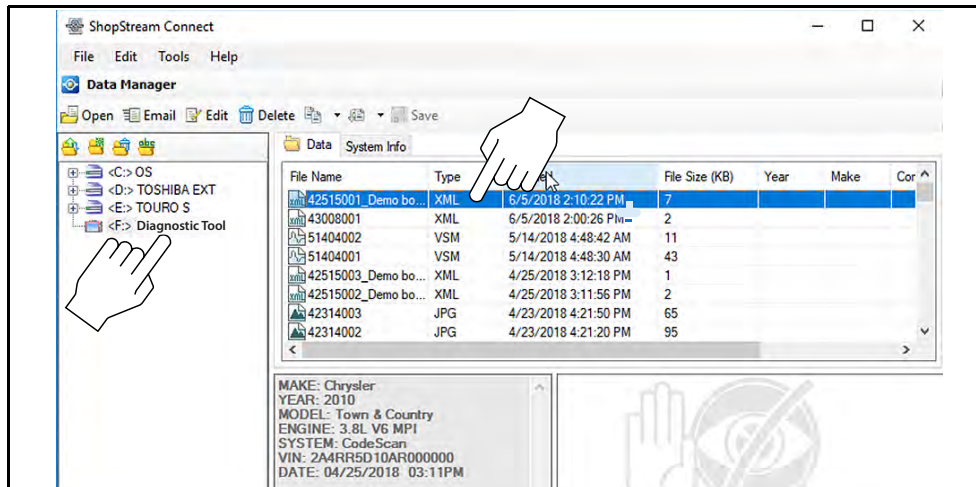 ShopStream Connect
File Edit Tools Help
Data Manager
Open Email Edit Delete Save
Data System Info
<C:> OS
<D:> TOSHIBA EXT
<E:> TOURO S
<F:> Diagnostic Tool
File Name Type File Size (KB) Year Make
42515001_Demo bo... XML 6/5/2018 2:10:22 PM 7
43008001 XML 6/5/2018 2:00:26 PM 2
51404002 VSM 5/14/2018 4:48:42 AM 11
51404001 VSM 5/14/2018 4:48:30 AM 43
42515003_Demo bo... XML 4/25/2018 3:12:18 PM 1
42515002_Demo bo... XML 4/25/2018 3:11:56 PM 2
42314003 JPG 4/23/2018 4:21:50 PM 65
42314002 JPG 4/23/2018 4:21:20 PM 95
MAKE: Chrysler
YEAR: 2010
MODEL: Town & Country
ENGINE: 3.8L V6 MPI
SYSTEM: CodeScan
VIN: 2A4RR5D10AR000000
DATE: 04/25/2018 03:11PM